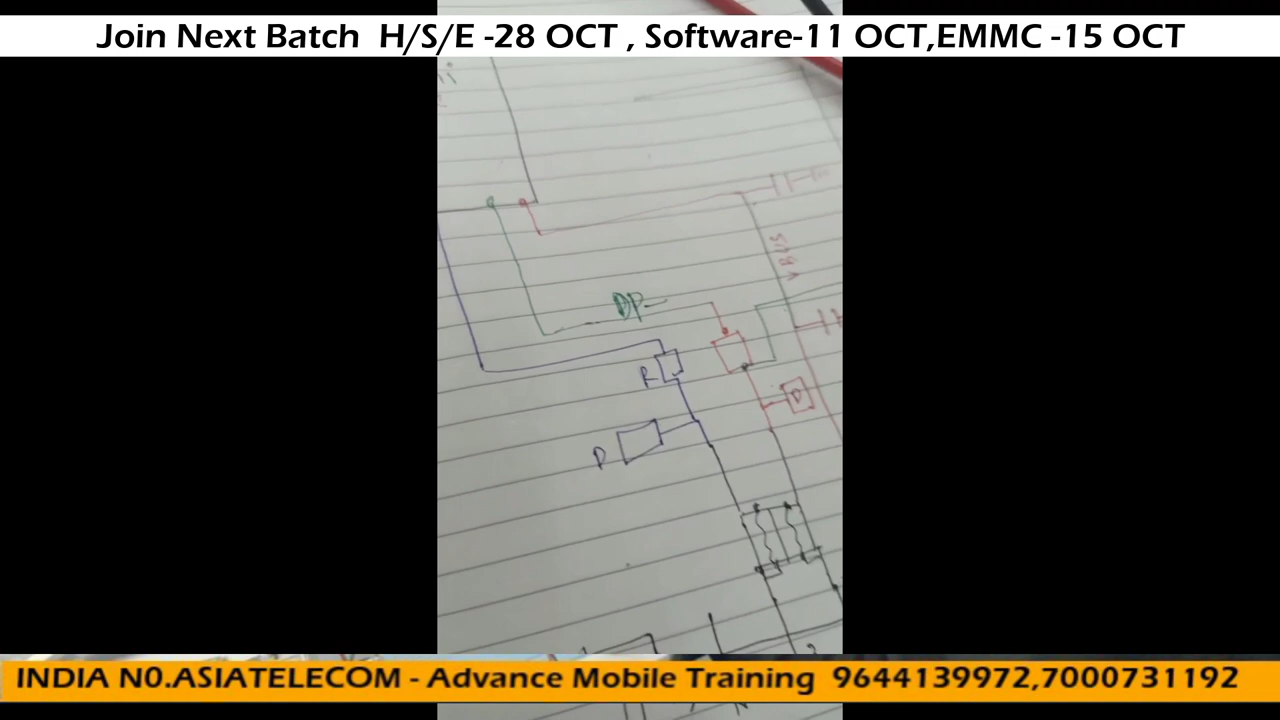 Join Next Batch H/S/E -28 OCT , Software-11 OCT,EMMC -15 OCT
VBUS
DP
R
D
D
INDIA N0.ASIATELECOM - Advance Mobile Training 9644139972,7000731192